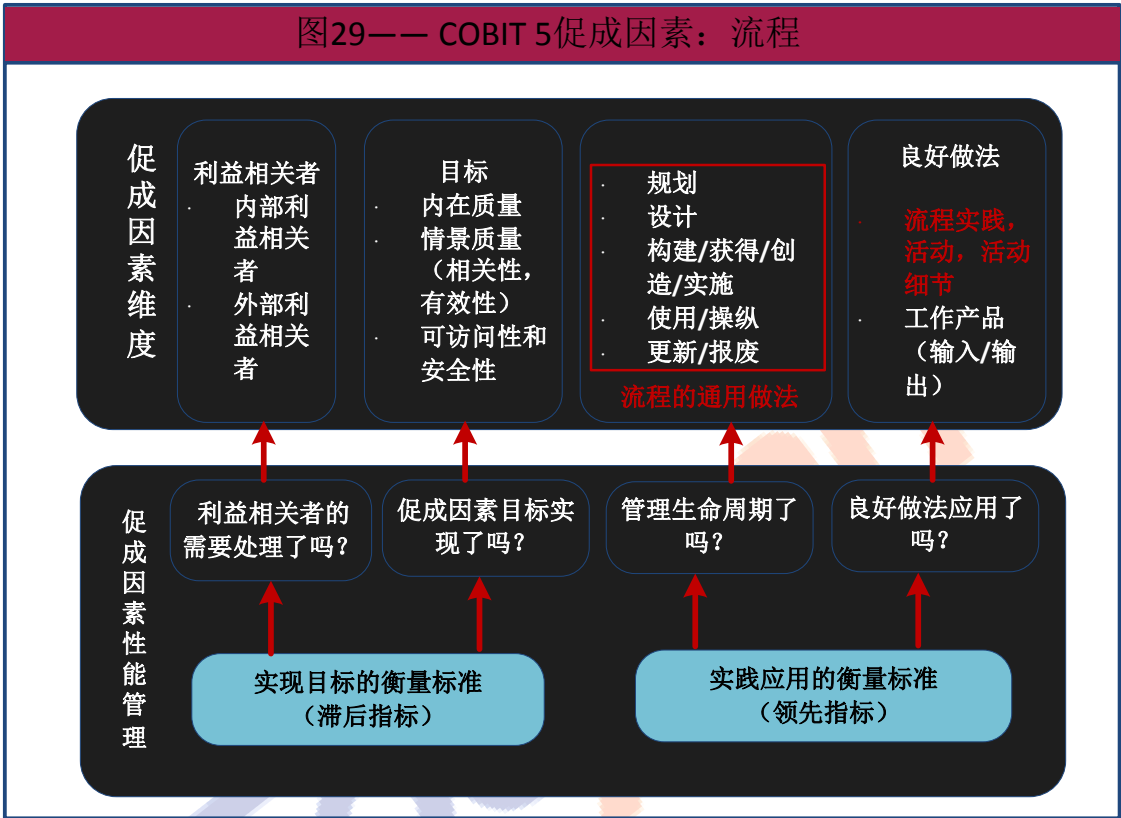 图29—— COBIT 5促成因素：流程
促
成
因
素
维
度
利益相关者
· 内部利
益相关
者
· 外部利
益相关
者
目标
· 内在质量
· 情景质量
（相关性，
有效性）
· 可访问性和
安全性
· 规划
· 设计
· 构建/获得/创
造/实施
· 使用/操纵
· 更新/报废
流程的通用做法
良好做法
· 流程实践，
活动，活动
细节
· 工作产品
（输入/输
出）
促
成
因
素
性
能
管
理
利益相关者的
需要处理了吗？
促成因素目标实
现了吗？
管理生命周期了
吗？
良好做法应用了
吗？
实现目标的衡量标准
（滞后指标）
实践应用的衡量标准
（领先指标）